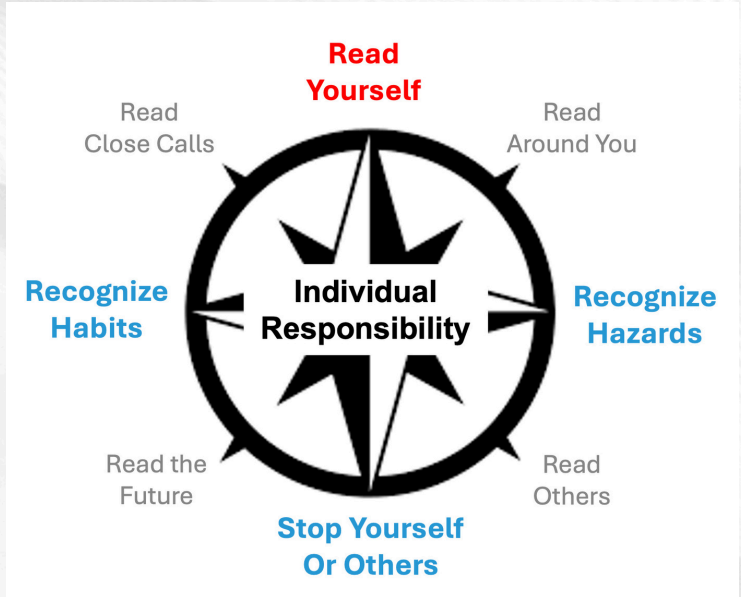 Read
Yourself
Read
Close Calls
Read
Around You
Recognize
Habits
Individual
Responsibility
Recognize
Hazards
Read the
Future
Read
Others
Stop Yourself
Or Others